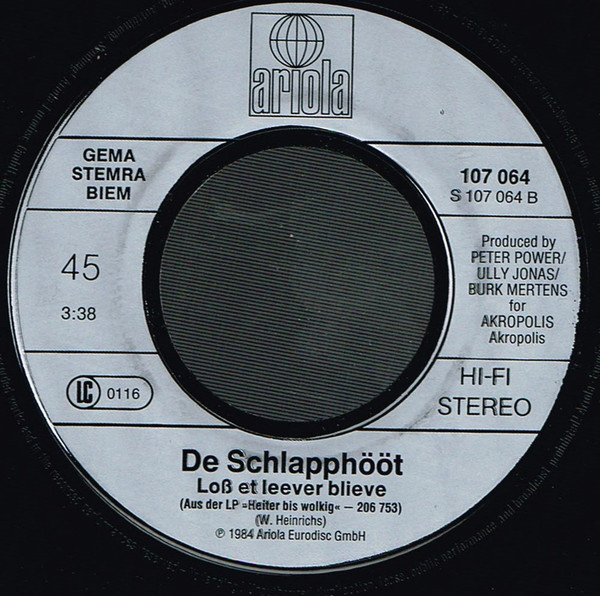 ariola
GEMA
STEMRA
BIEM
107 064
S 107 064 B
45
3:38
Produced by
PETER POWER/
ULLY JONAS/
BURK MERTENS
for
AKROPOLIS
Akropolis
LC 0116
HI-FI
STEREO
De Schlapphööt
Loß et leever blieve
(Aus der LP »Heiter bis wolkig« – 206 753)
(W. Heinrichs)
℗ 1984 Ariola Eurodisc GmbH